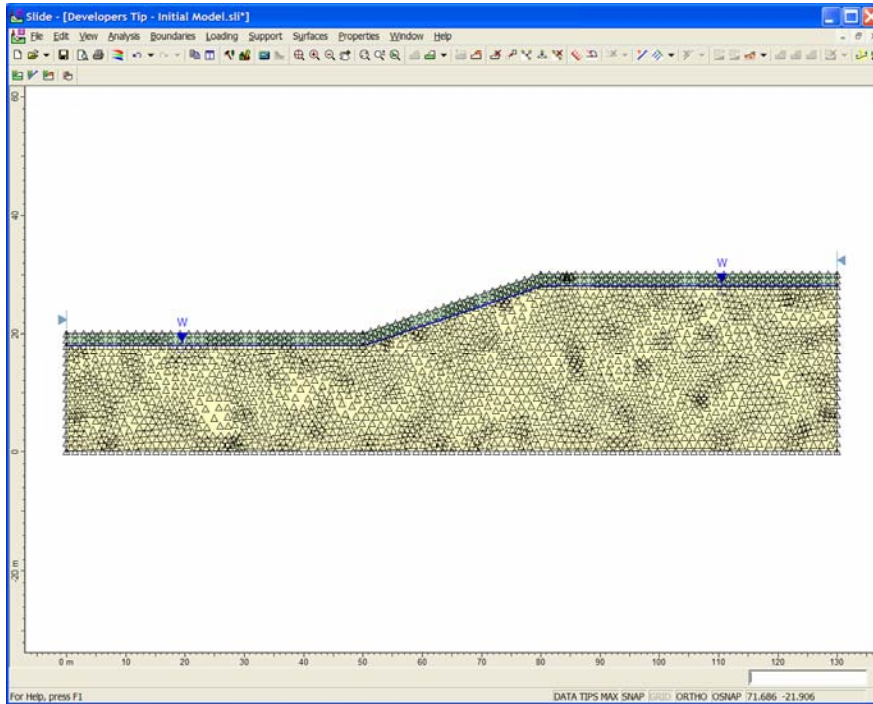 Slide - [Developers Tip - Initial Model.sli*]
File Edit View Analysis Boundaries Loading Support Surfaces Properties Window Help
60
40
W
W
20
0
-20 m
0 m 10 20 30 40 50 60 70 80 90 100 110 120 130
For Help, press F1
DATA TIPS MAX SNAP GRID ORTHO OSNAP 71.686 -21.906